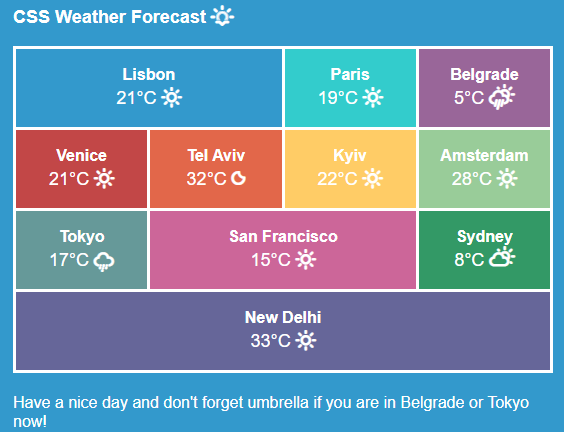 CSS Weather Forecast
Lisbon
21°C
Paris
19°C
Belgrade
5°C
Venice
21°C
Tel Aviv
32°C
Kyiv
22°C
Amsterdam
28°C
Tokyo
17°C
San Francisco
15°C
Sydney
8°C
New Delhi
33°C
Have a nice day and don't forget umbrella if you are in Belgrade or Tokyo
now!